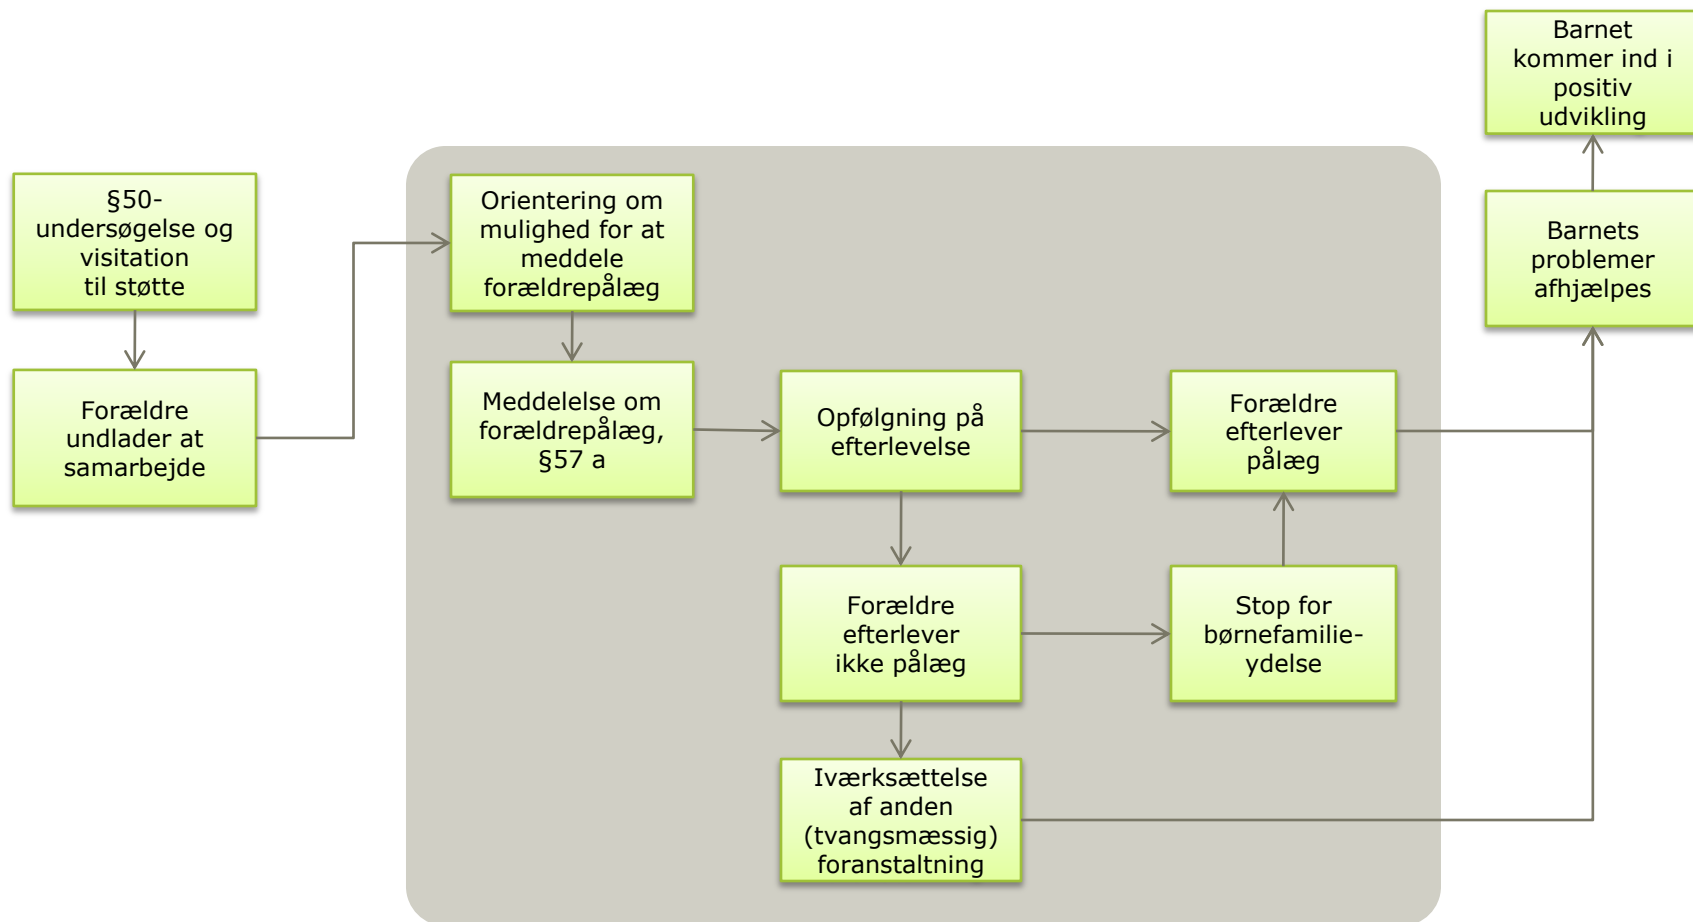 §50-
undersøgelse og
visitation
til støtte
Forældre
undlader at
samarbejde
Orientering om
mulighed for at
meddele
forældrepålæg
Meddelelse om
forældrepålæg,
§57 a
Opfølgning på
efterlevelse
Forældre
efterlever
ikke pålæg
Iværksættelse
af anden
(tvangsmæssig)
foranstaltning
Forældre
efterlever
pålæg
Stop for
børnefamilie-
ydelse
Barnet
kommer ind i
positiv
udvikling
Barnets
problemer
afhjælpes